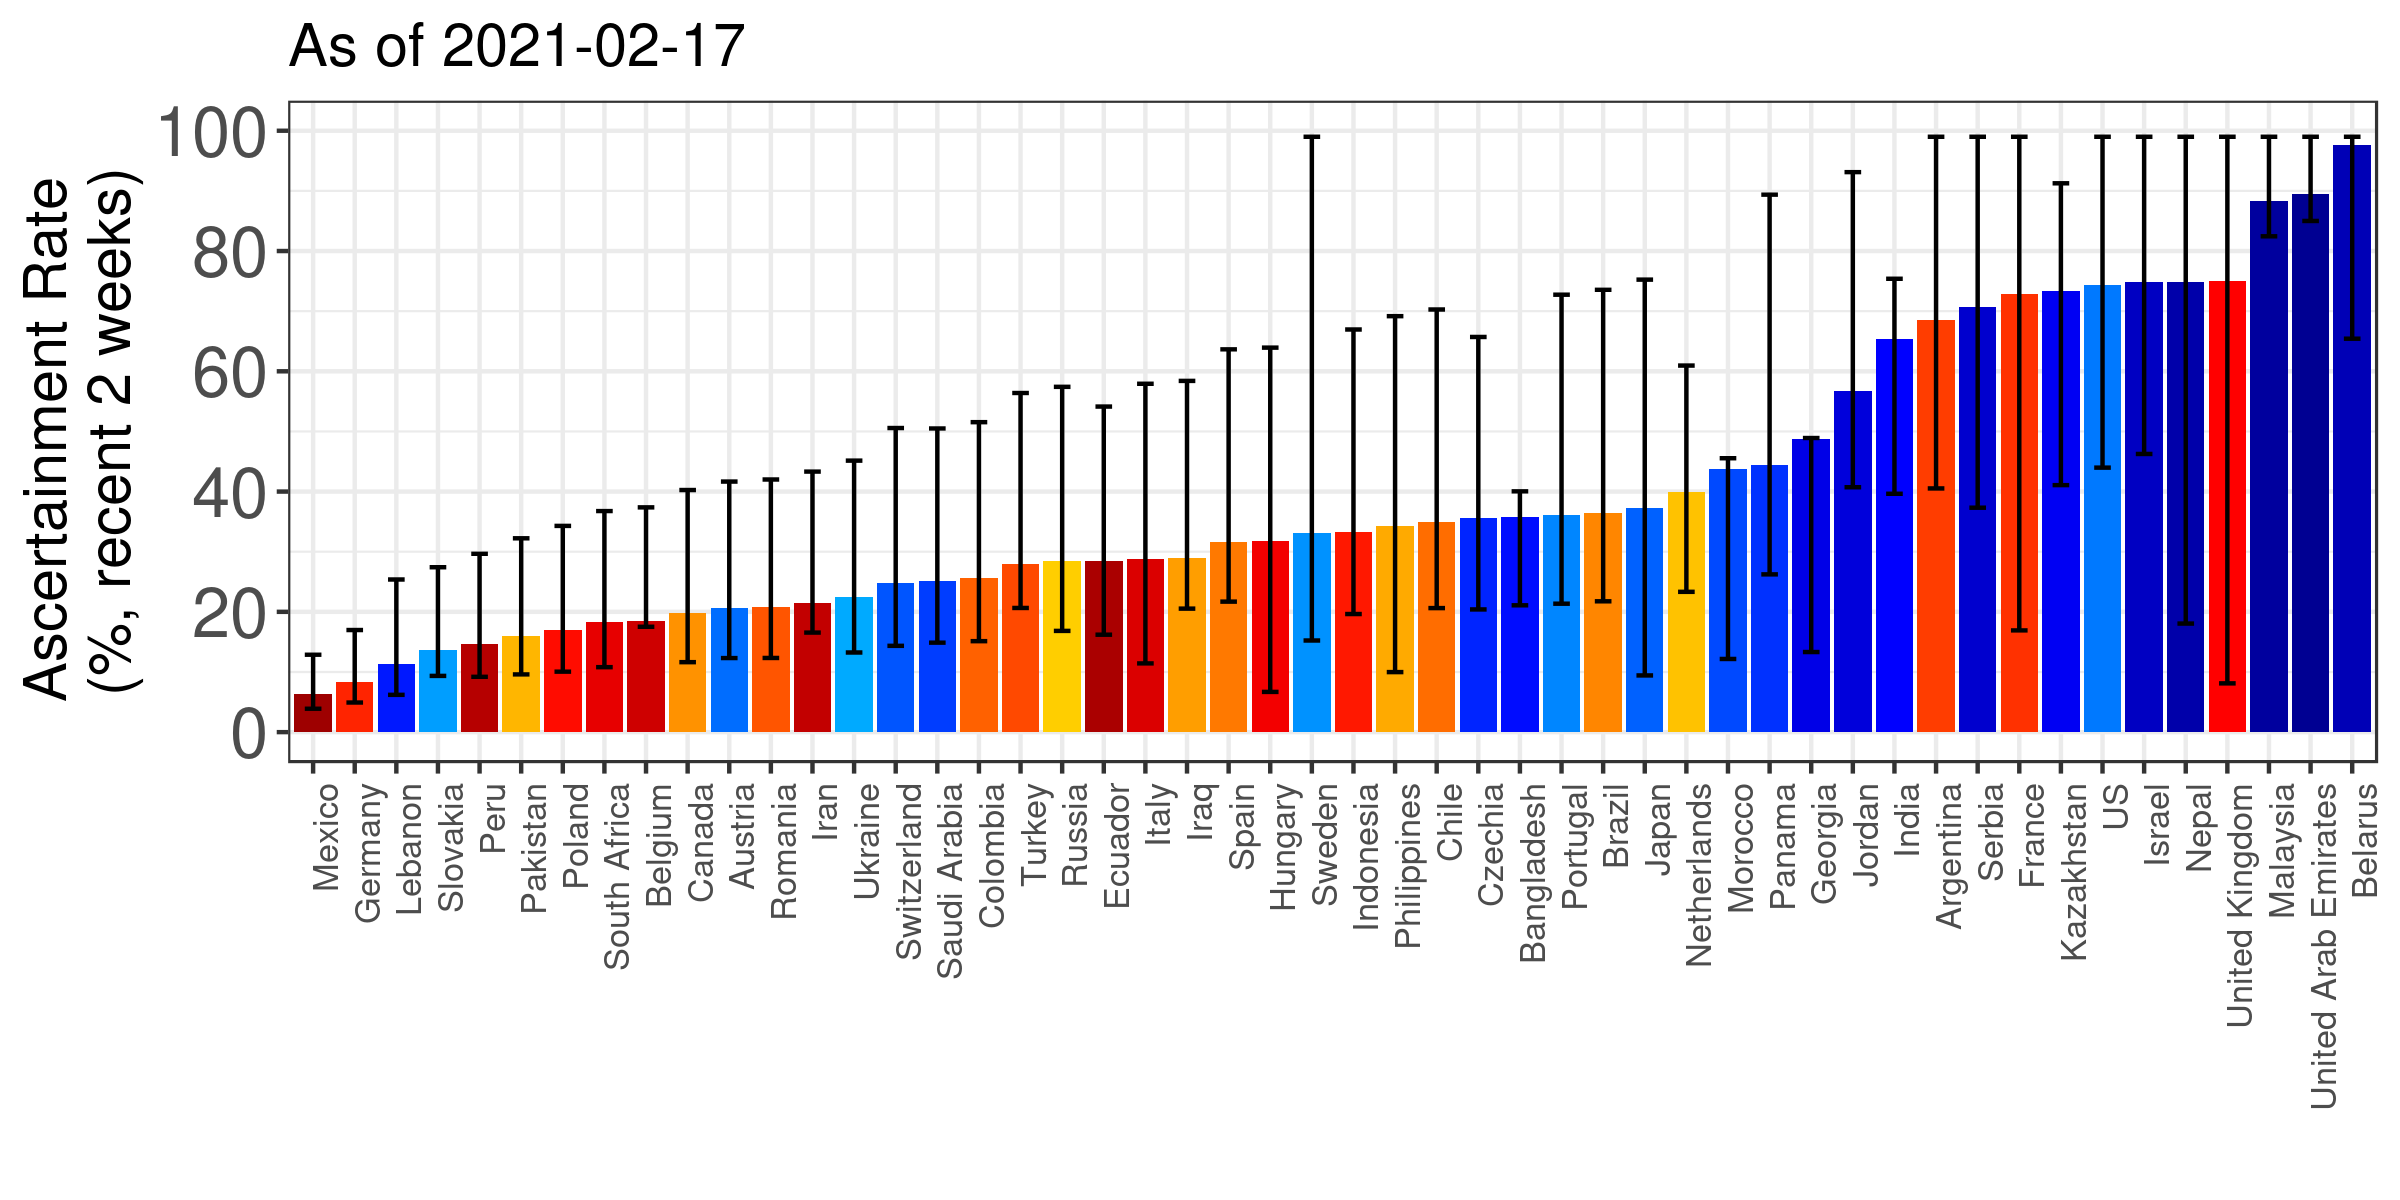 As of 2021-02-17
Ascertainment Rate
(%, recent 2 weeks)
100
80
60
40
20
0
Mexico
Germany
Lebanon
Slovakia
Peru
Pakistan
Poland
South Africa
Belgium
Canada
Austria
Romania
Iran
Ukraine
Switzerland
Saudi Arabia
Colombia
Turkey
Russia
Ecuador
Italy
Iraq
Spain
Hungary
Sweden
Indonesia
Philippines
Chile
Czechia
Bangladesh
Portugal
Brazil
Japan
Netherlands
Morocco
Panama
Georgia
Jordan
India
Argentina
Serbia
France
Kazakhstan
US
Israel
Nepal
United Kingdom
Malaysia
United Arab Emirates
Belarus